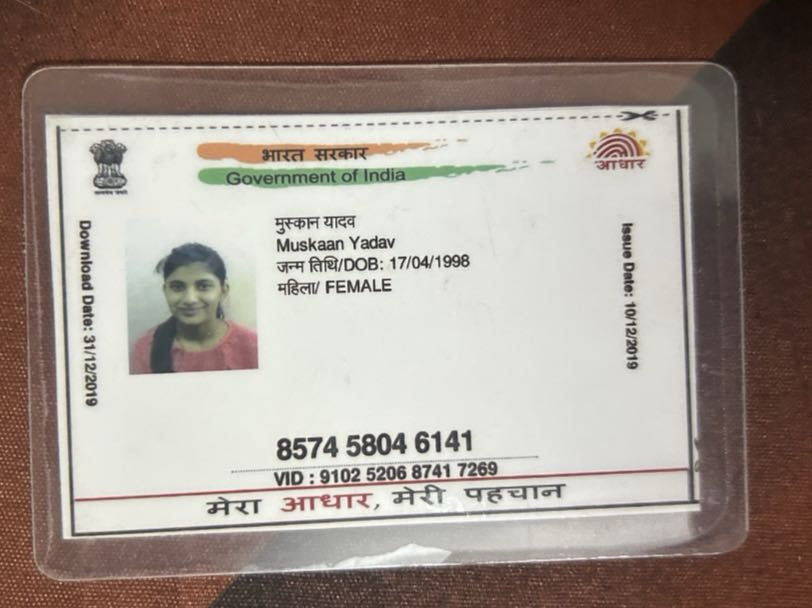 भारत सरकार
Government of India
आधार
मुस्कान यादव
Muskaan Yadav
जन्म तिथि/DOB: 17/04/1998
महिला/ FEMALE
Download Date: 31/12/2019
Issue Date: 10/12/2019
8574 5804 6141
VID : 9102 5206 8741 7269
मेरा आधार, मेरी पहचान